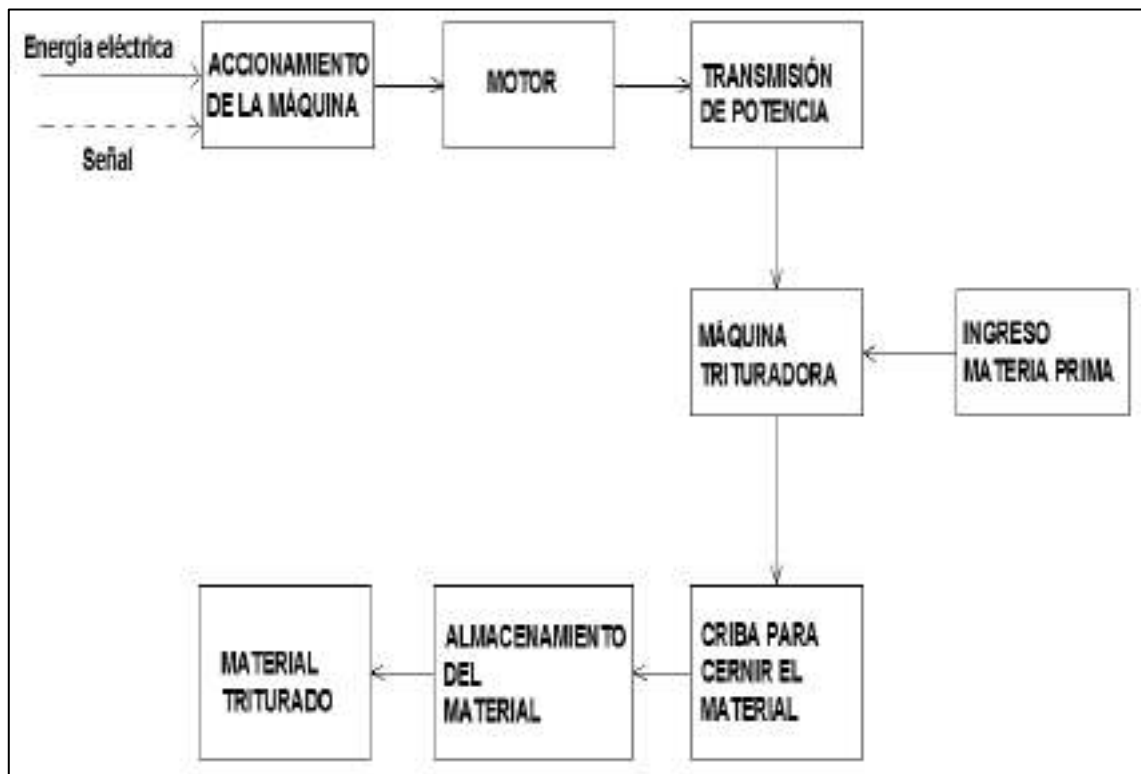 Energía eléctrica
Señal
ACCIONAMIENTO
DE LA MÁQUINA
MOTOR
TRANSMISIÓN
DE POTENCIA
MÁQUINA
TRITURADORA
INGRESO
MATERIA PRIMA
CRIBA PARA
CERNIR EL
MATERIAL
ALMACENAMIENTO
DEL
MATERIAL
MATERIAL
TRITURADO